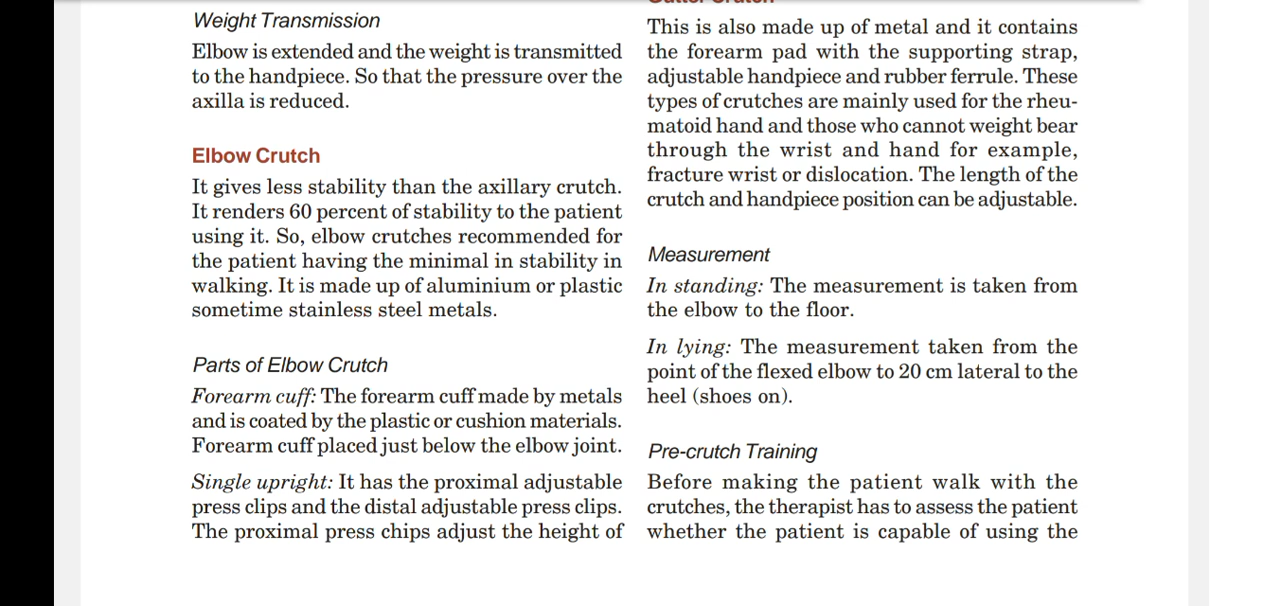 Weight Transmission
Elbow is extended and the weight is transmitted
to the handpiece. So that the pressure over the
axilla is reduced.
Elbow Crutch
It gives less stability than the axillary crutch.
It renders 60 percent of stability to the patient
using it. So, elbow crutches recommended for
the patient having the minimal in stability in
walking. It is made up of aluminium or plastic
sometime stainless steel metals.
Parts of Elbow Crutch
Forearm cuff: The forearm cuff made by metals
and is coated by the plastic or cushion materials.
Forearm cuff placed just below the elbow joint.
Single upright: It has the proximal adjustable
press clips and the distal adjustable press clips.
The proximal press chips adjust the height of
This is also made up of metal and it contains
the forearm pad with the supporting strap,
adjustable handpiece and rubber ferrule. These
types of crutches are mainly used for the rheu-
matoid hand and those who cannot weight bear
through the wrist and hand for example,
fracture wrist or dislocation. The length of the
crutch and handpiece position can be adjustable.
Measurement
In standing: The measurement is taken from
the elbow to the floor.
In lying: The measurement taken from the
point of the flexed elbow to 20 cm lateral to the
heel (shoes on).
Pre-crutch Training
Before making the patient walk with the
crutches, the therapist has to assess the patient
whether the patient is capable of using the